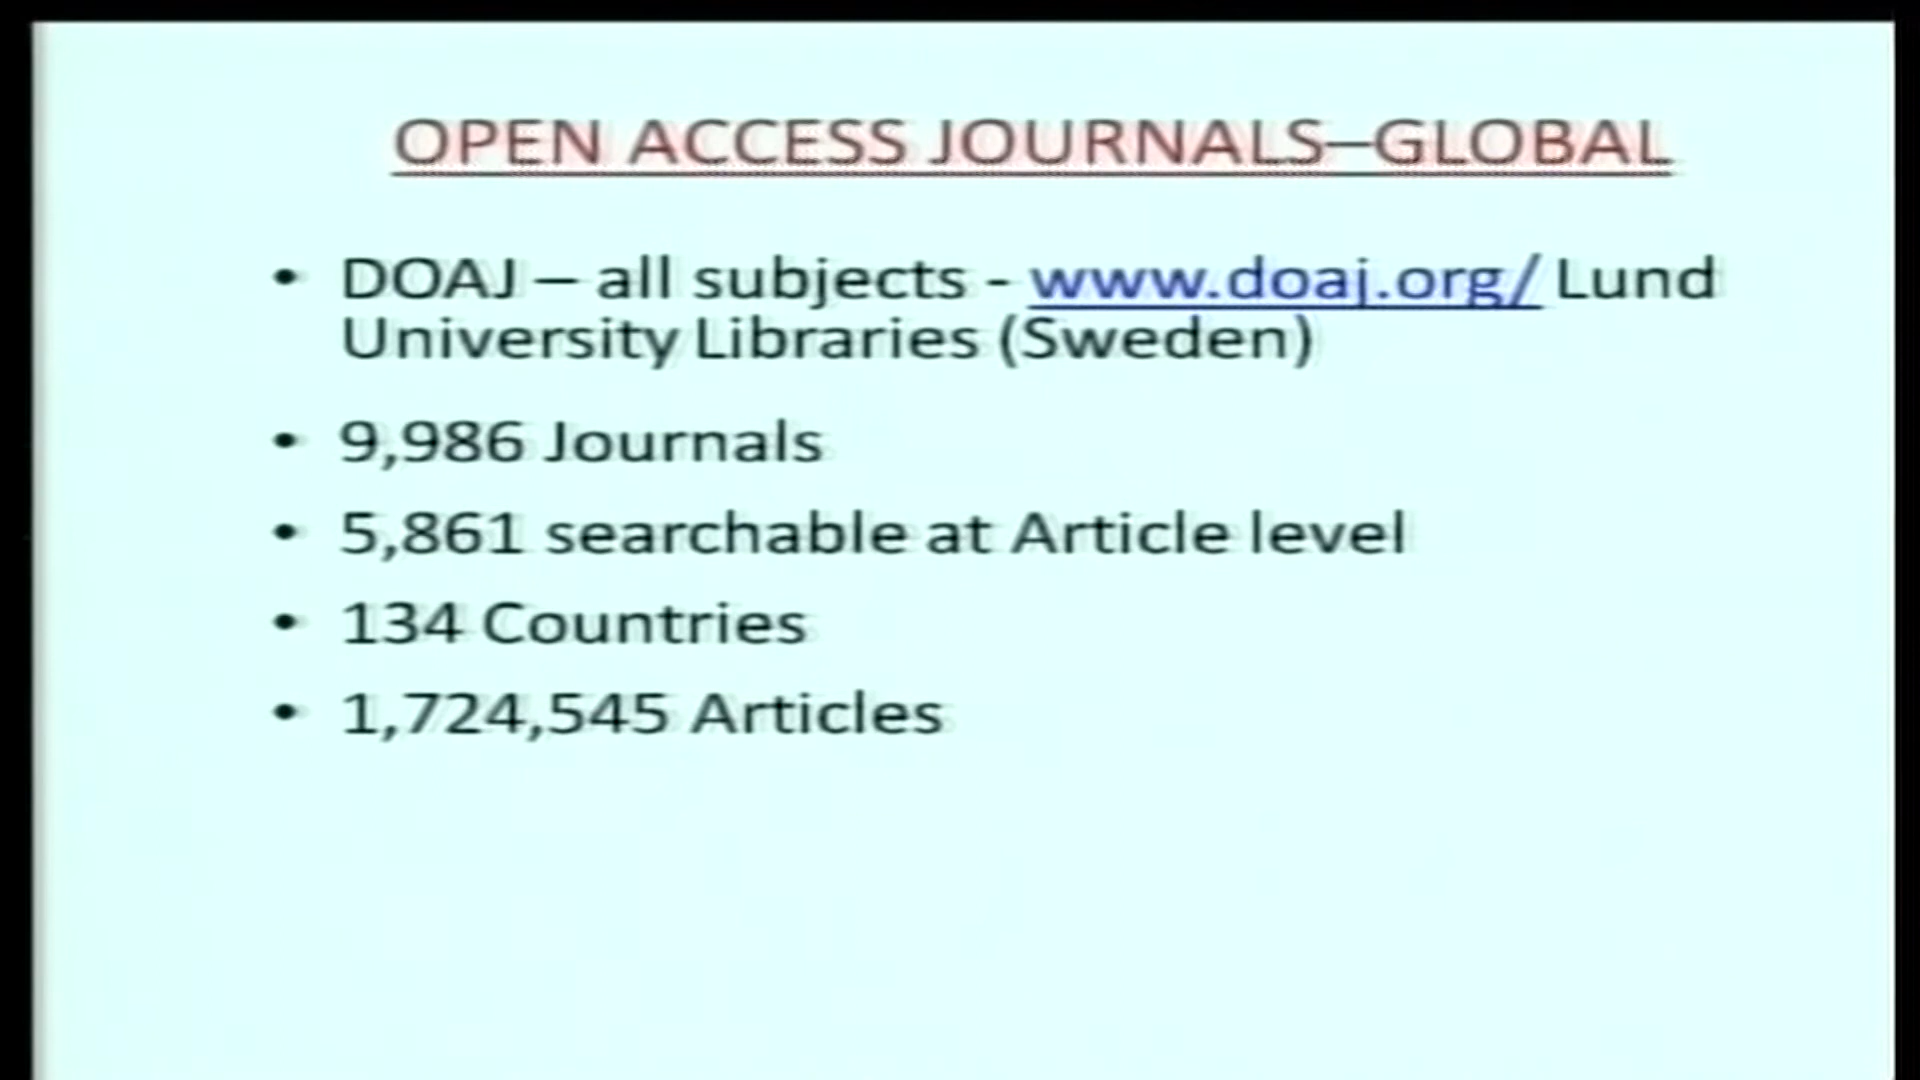 OPEN ACCESS JOURNALS–GLOBAL
• DOAJ – all subjects - www.doaj.org/ Lund
University Libraries (Sweden)
• 9,986 Journals
• 5,861 searchable at Article level
• 134 Countries
• 1,724,545 Articles